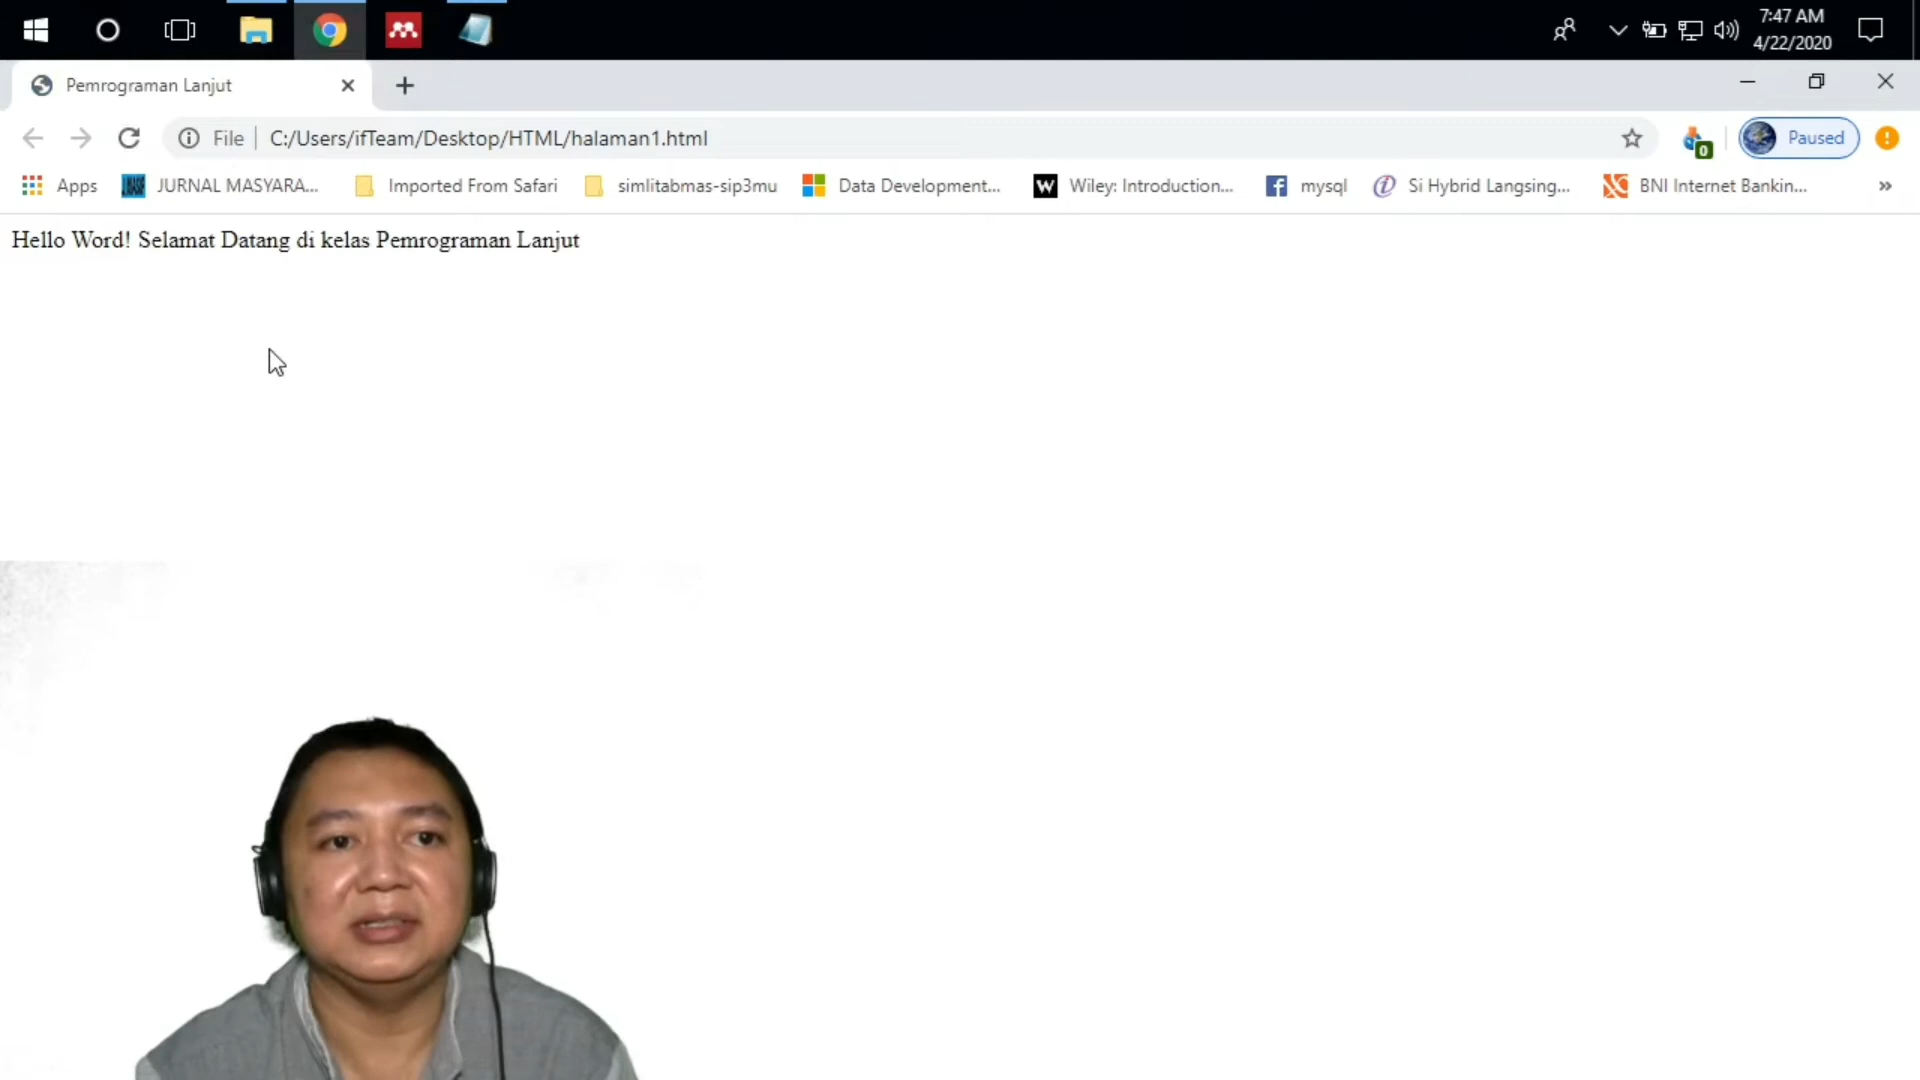 7:47 AM
4/22/2020
Pemrograman Lanjut
File C:/Users/ifTeam/Desktop/HTML/halaman1.html
0
Paused
Apps JURNAL MASYARA... Imported From Safari simlitabmas-sip3mu Data Development... W Wiley: Introduction... mysql Si Hybrid Langsing... BNI Internet Bankin... »
Hello Word! Selamat Datang di kelas Pemrograman Lanjut